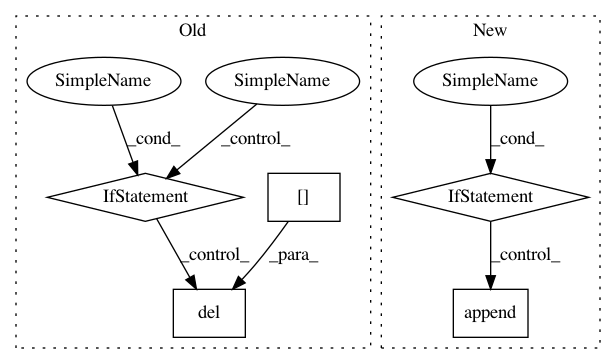 Old
New
SimpleName
SimpleName
SimpleName
_cond_
_control_
_cond_
IfStatement
[]
IfStatement
_control_
_para_
_control_
del
append